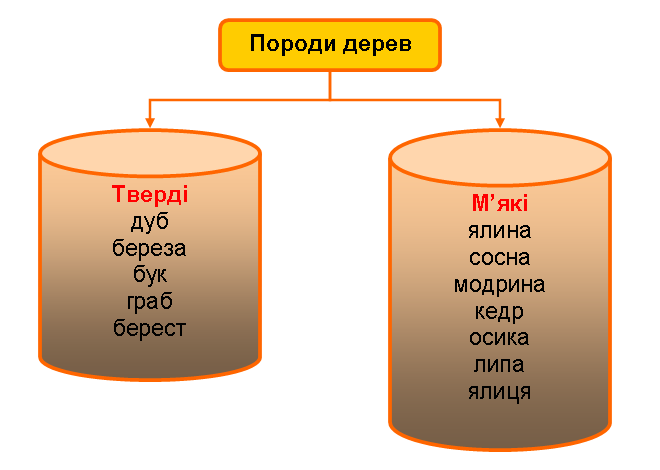 Породи дерев
Тверді
дуб
береза
бук
граб
берест
М’які
ялина
сосна
модрина
кедр
осика
липа
ялиця